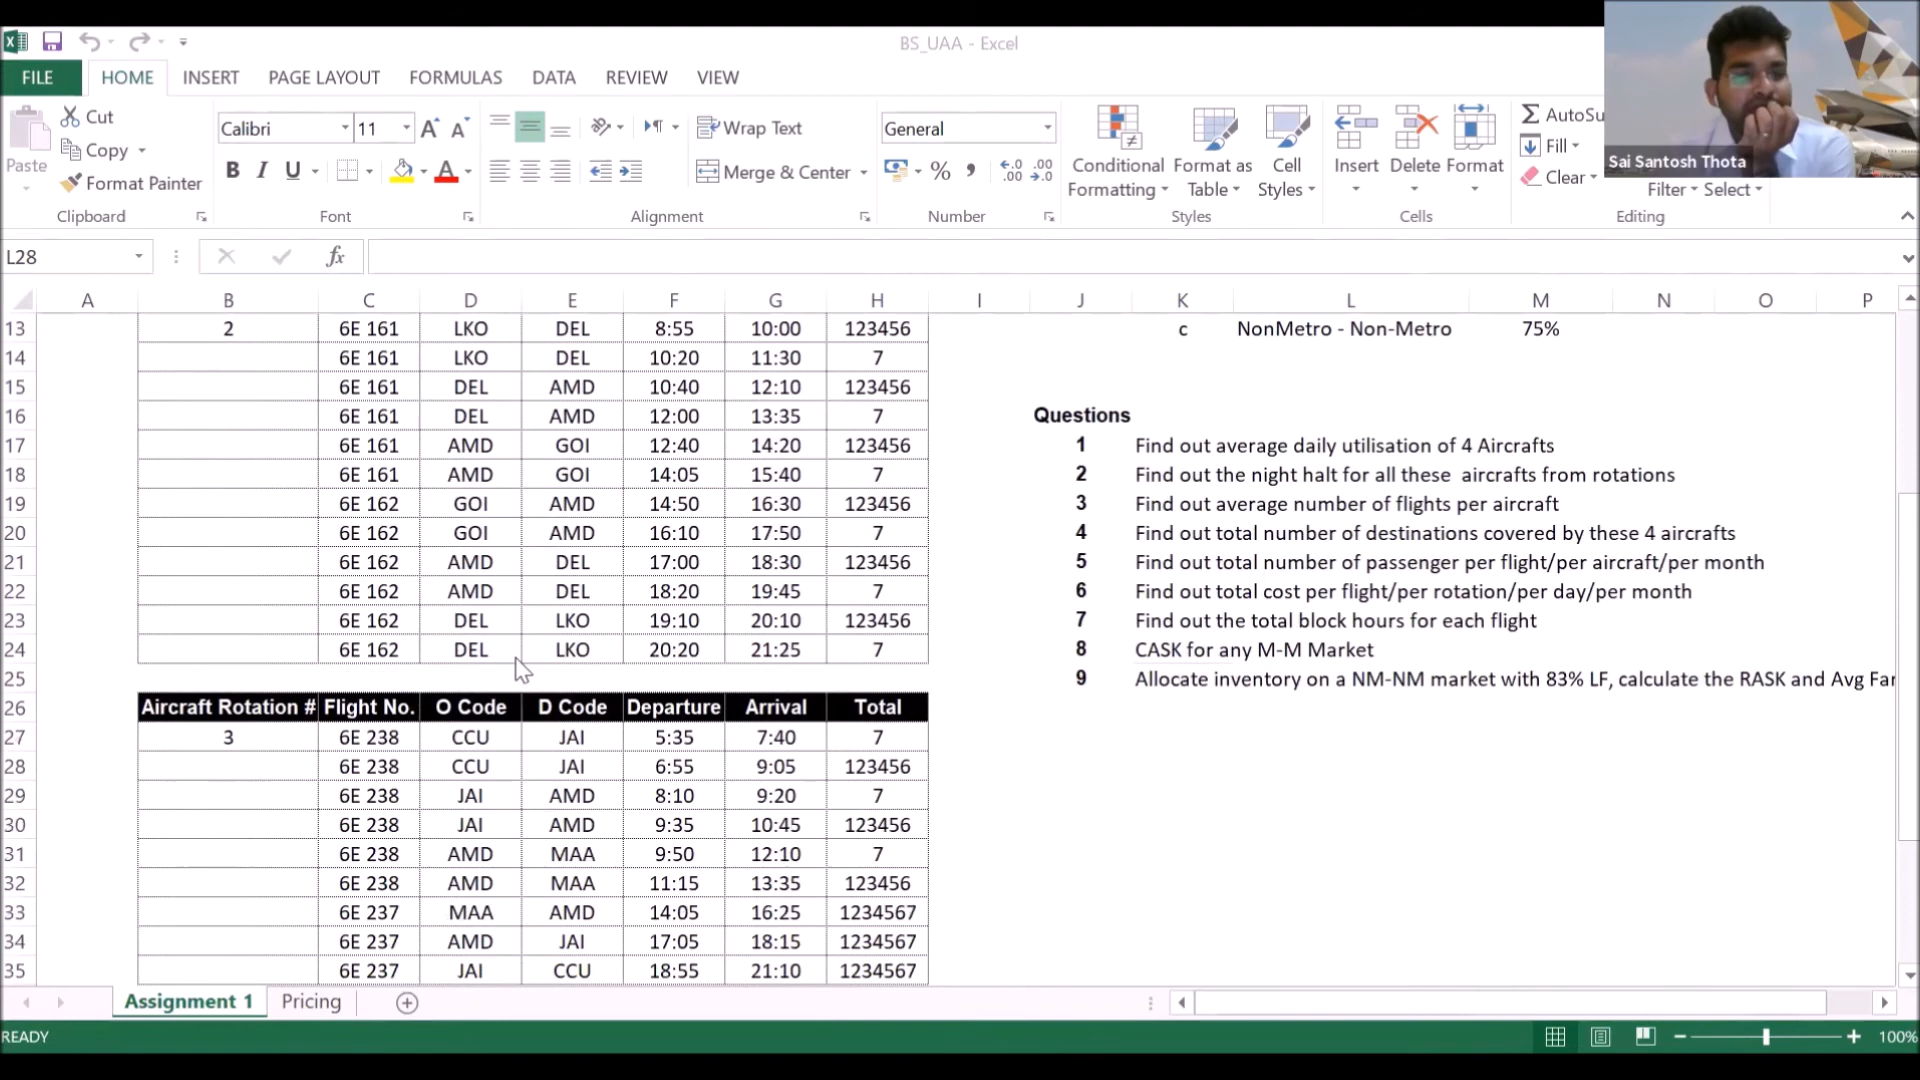 BS_UAA - Excel
FILE HOME INSERT PAGE LAYOUT FORMULAS DATA REVIEW VIEW
Sai Santosh Thota
Paste
Cut
Copy
Format Painter
Clipboard
Calibri 11
B I U
Font
Wrap Text
Merge & Center
Alignment
General
%
Number
Conditional Formatting
Format as Table
Cell Styles
Styles
Insert Delete Format
Cells
AutoSu
Fill
Clear
Filter Select
Editing
L28
fx
A B C D E F G H I J K L M N O P
13 2 6E 161 LKO DEL 8:55 10:00 123456 c NonMetro - Non-Metro 75%
14 6E 161 LKO DEL 10:20 11:30 7
15 6E 161 DEL AMD 10:40 12:10 123456
16 6E 161 DEL AMD 12:00 13:35 7 Questions
17 6E 161 AMD GOI 12:40 14:20 123456 1 Find out average daily utilisation of 4 Aircrafts
18 6E 161 AMD GOI 14:05 15:40 7 2 Find out the night halt for all these aircrafts from rotations
19 6E 162 GOI AMD 14:50 16:30 123456 3 Find out average number of flights per aircraft
20 6E 162 GOI AMD 16:10 17:50 7 4 Find out total number of destinations covered by these 4 aircrafts
21 6E 162 AMD DEL 17:00 18:30 123456 5 Find out total number of passenger per flight/per aircraft/per month
22 6E 162 AMD DEL 18:20 19:45 7 6 Find out total cost per flight/per rotation/per day/per month
23 6E 162 DEL LKO 19:10 20:10 123456 7 Find out the total block hours for each flight
24 6E 162 DEL LKO 20:20 21:25 7 8 CASK for any M-M Market
25 9 Allocate inventory on a NM-NM market with 83% LF, calculate the RASK and Avg Far
26 Aircraft Rotation # Flight No. O Code D Code Departure Arrival Total
27 3 6E 238 CCU JAI 5:35 7:40 7
28 6E 238 CCU JAI 6:55 9:05 123456
29 6E 238 JAI AMD 8:10 9:20 7
30 6E 238 JAI AMD 9:35 10:45 123456
31 6E 238 AMD MAA 9:50 12:10 7
32 6E 238 AMD MAA 11:15 13:35 123456
33 6E 237 MAA AMD 14:05 16:25 1234567
34 6E 237 AMD JAI 17:05 18:15 1234567
35 6E 237 JAI CCU 18:55 21:10 1234567
Assignment 1 Pricing
READY
100%